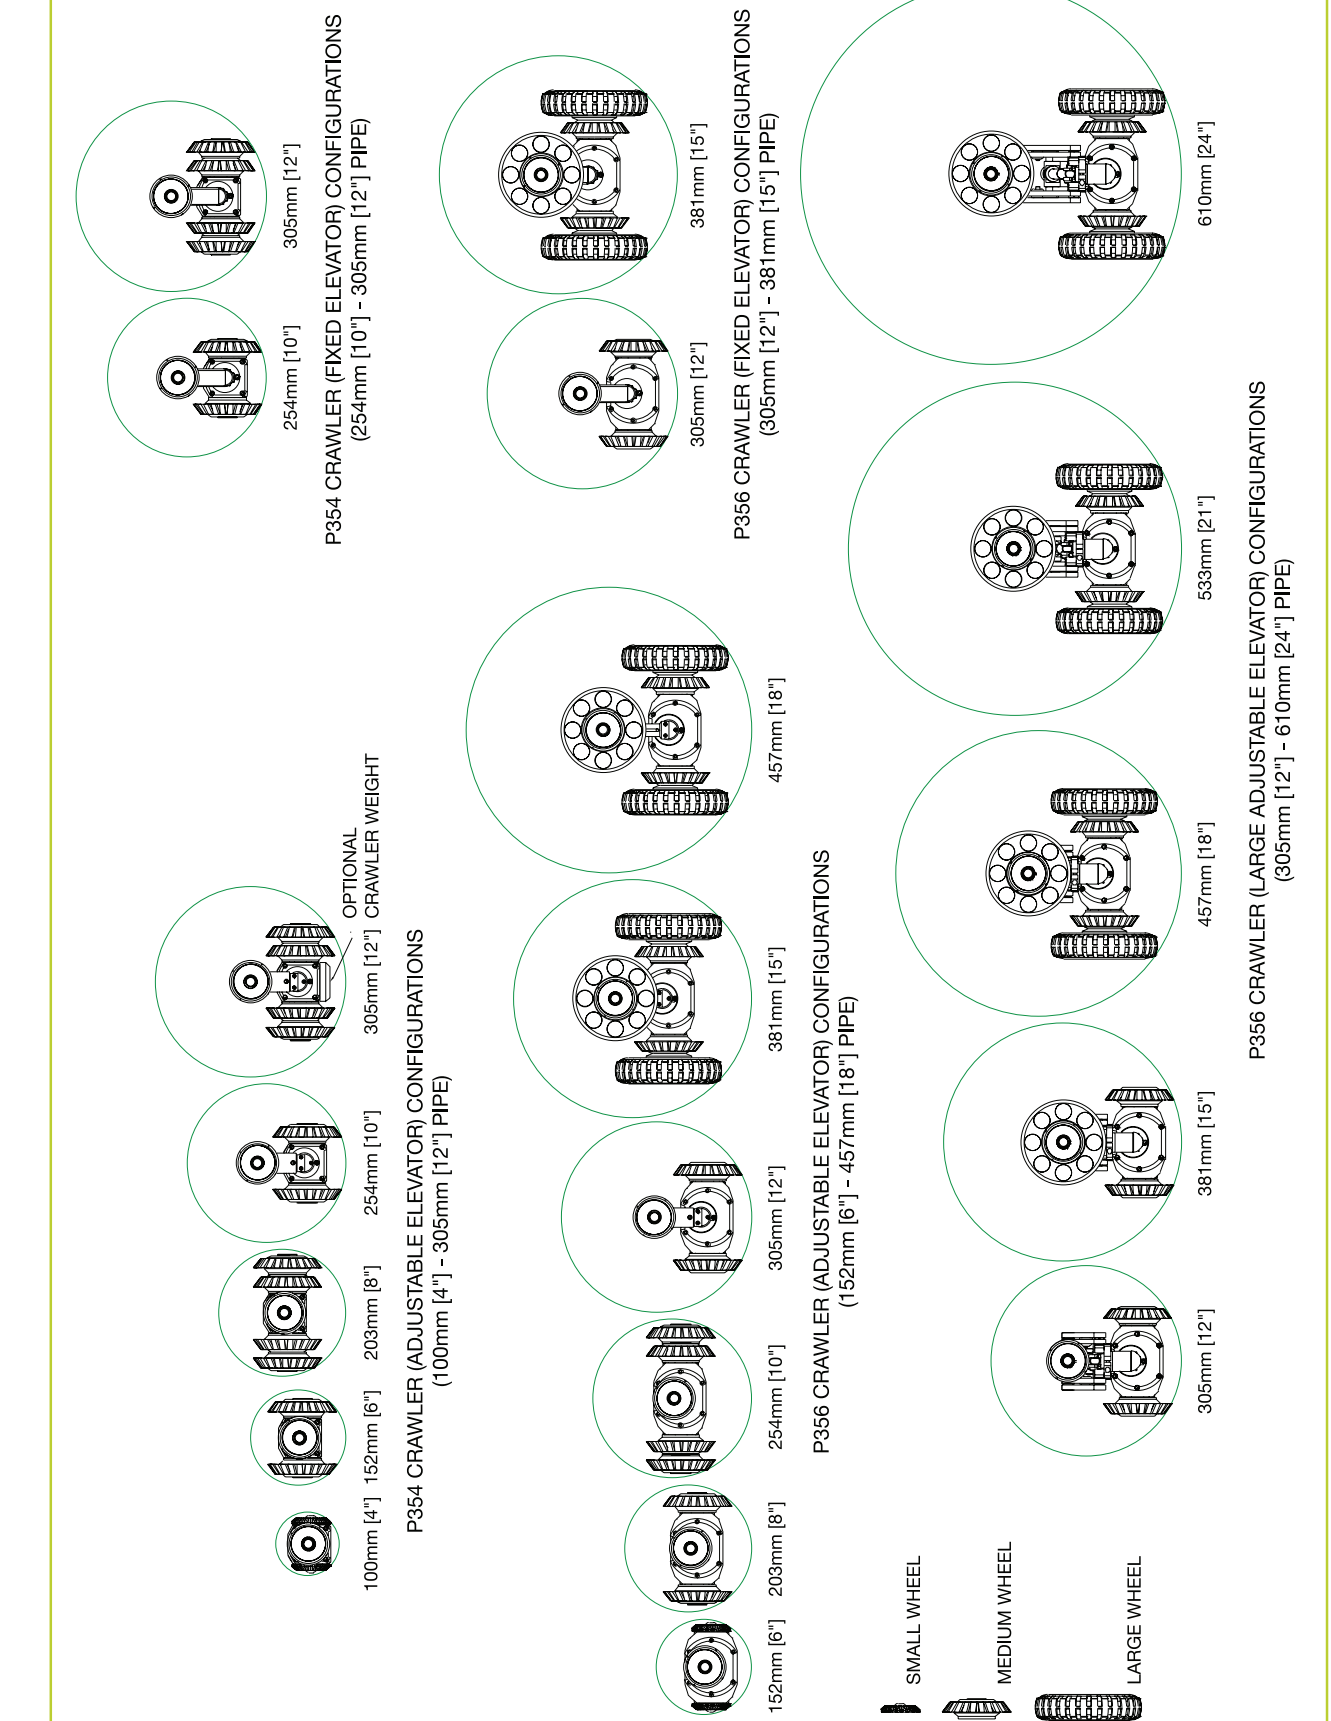 100mm [4"]
152mm [6"]
203mm [8"]
254mm [10"]
305mm [12"]
OPTIONAL
CRAWLER WEIGHT
P354 CRAWLER (ADJUSTABLE ELEVATOR) CONFIGURATIONS
(100mm [4"] - 305mm [12"] PIPE)
254mm [10"]
305mm [12"]
P354 CRAWLER (FIXED ELEVATOR) CONFIGURATIONS
(254mm [10"] - 305mm [12"] PIPE)
152mm [6"]
203mm [8"]
254mm [10"]
305mm [12"]
381mm [15"]
457mm [18"]
P356 CRAWLER (ADJUSTABLE ELEVATOR) CONFIGURATIONS
(152mm [6"] - 457mm [18"] PIPE)
305mm [12"]
381mm [15"]
P356 CRAWLER (FIXED ELEVATOR) CONFIGURATIONS
(305mm [12"] - 381mm [15"] PIPE)
SMALL WHEEL
MEDIUM WHEEL
LARGE WHEEL
305mm [12"]
381mm [15"]
457mm [18"]
533mm [21"]
610mm [24"]
P356 CRAWLER (LARGE ADJUSTABLE ELEVATOR) CONFIGURATIONS
(305mm [12"] - 610mm [24"] PIPE)